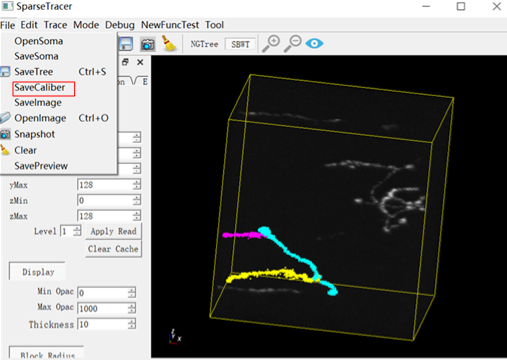 SparseTracer
File Edit Trace Mode Debug NewFuncTest Tool
OpenSoma
SaveSoma
SaveTree Ctrl+S
SaveCaliber
SaveImage
OpenImage Ctrl+O
Snapshot
Clear
SavePreview
NGTree SBWT
on E
yMax 128
zMin 0
zMax 128
Level 1 Apply Read
Clear Cache
Display
Min Opac 0
Max Opac 1000
Thickness 10
Block Radius
Z
X